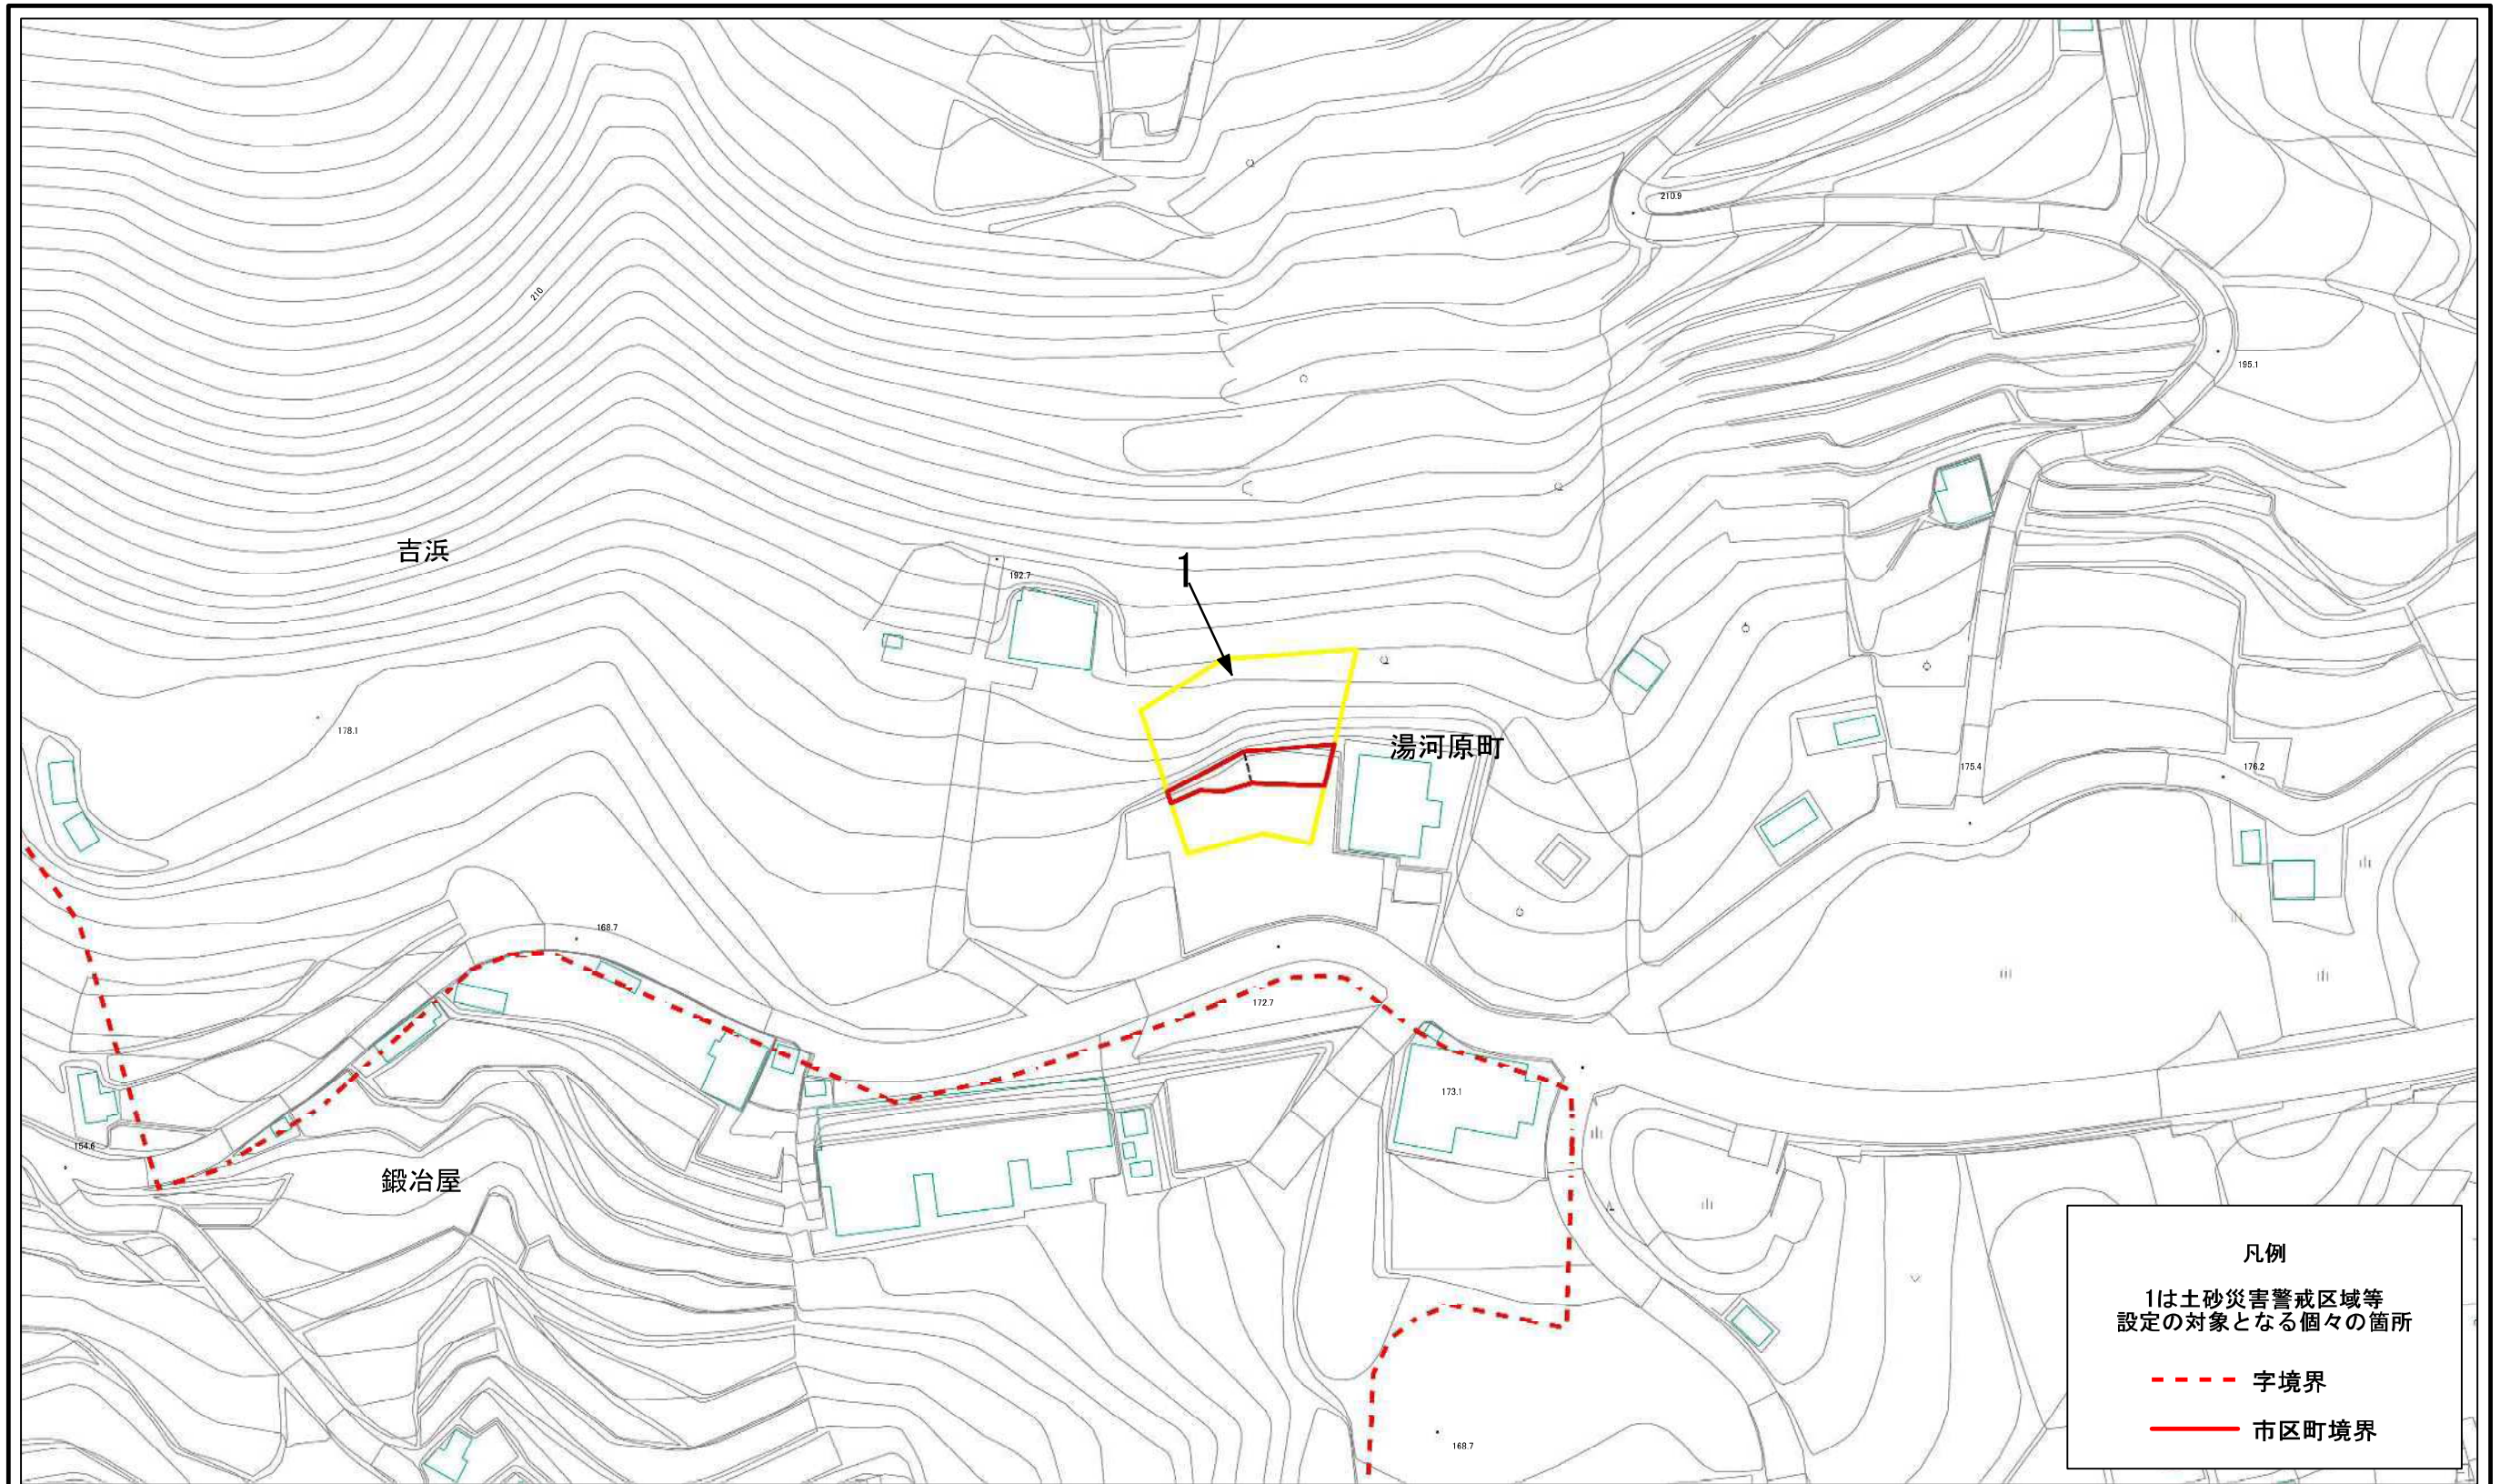 210.9
210
195.1
吉浜
1
192.7
湯河原町
178.1
175.4
176.2
168.7
172.7
173.1
164.6
鍛冶屋
168.7
凡例
1は土砂災害警戒区域等
設定の対象となる個々の箇所
字境界
市区町境界